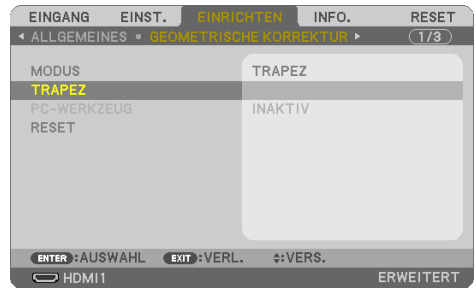 EINGANG EINST. EINRICHTEN INFO. RESET
ALLGEMEINES GEOMETRISCHE KORREKTUR 1/3
MODUS TRAPEZ
TRAPEZ
PC-WERKZEUG INAKTIV
RESET
ENTER :AUSWAHL EXIT :VERL. :VERS.
HDMI1 ERWEITERT